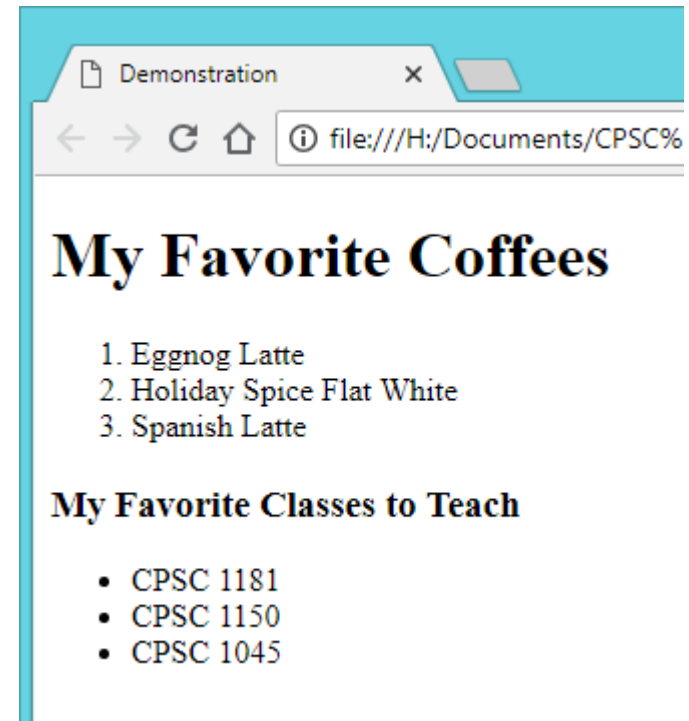 Demonstration
file:///H:/Documents/CPSC%
My Favorite Coffees
1. Eggnog Latte
2. Holiday Spice Flat White
3. Spanish Latte
My Favorite Classes to Teach
• CPSC 1181
• CPSC 1150
• CPSC 1045